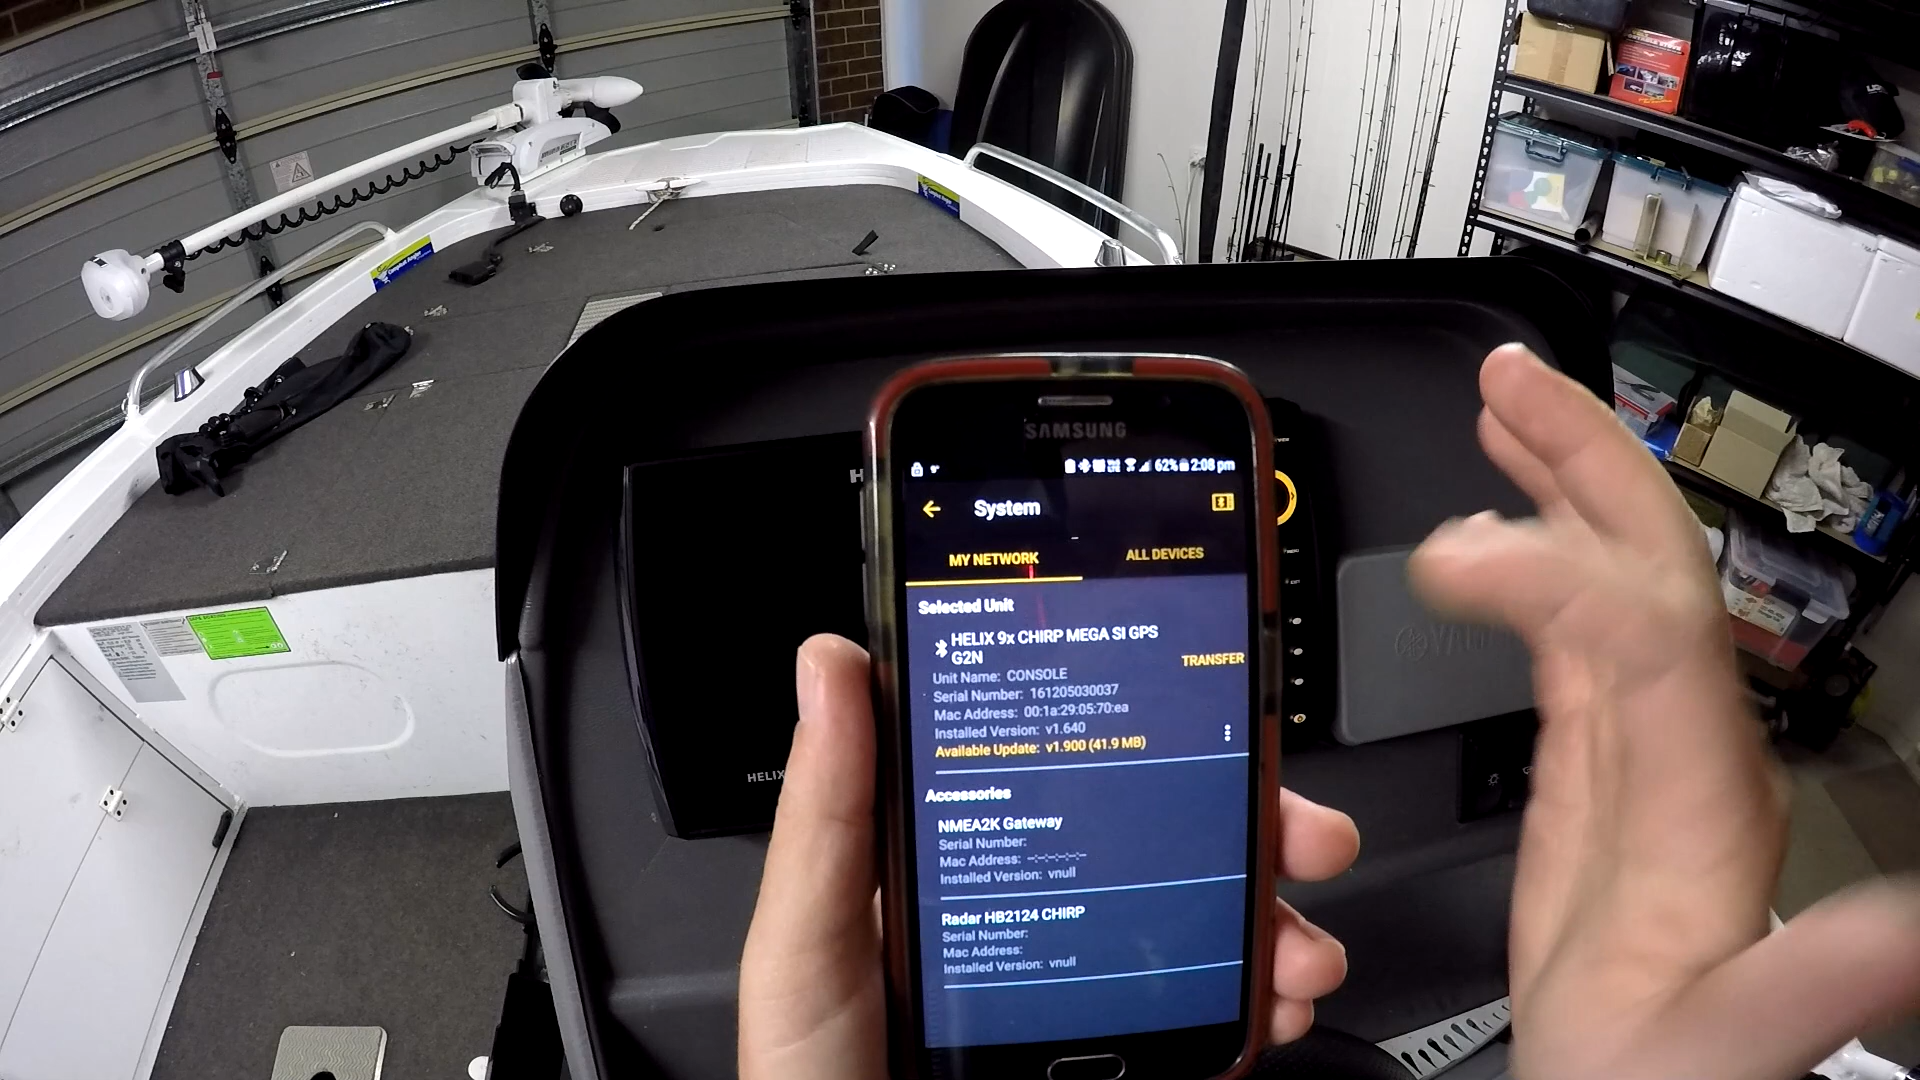 SAMSUNG
62% 2:08 pm
System
MY NETWORK
ALL DEVICES
Selected Unit
HELIX 9x CHIRP MEGA SI GPS
G2N
TRANSFER
Unit Name: CONSOLE
Serial Number: 161205030037
Mac Address: 00:1a:29:05:70:ea
Installed Version: v1.640
Available Update: v1.900 (41.9 MB)
Accessories
NMEA2K Gateway
Serial Number:
Mac Address: --:--:--:--:--:--
Installed Version: vnull
Radar HB2124 CHIRP
Serial Number:
Mac Address:
Installed Version: vnull
H
HELIX
YAM